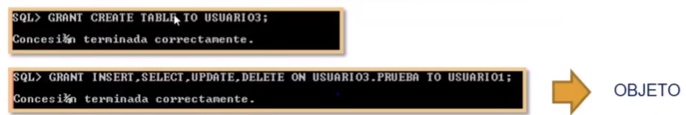 SQL> GRANT CREATE TABLE TO USUARIO3;
Concesi¾n terminada correctamente.
SQL> GRANT INSERT,SELECT,UPDATE,DELETE ON USUARIO3.PRUEBA TO USUARIO1;
Concesi¾n terminada correctamente.
OBJETO